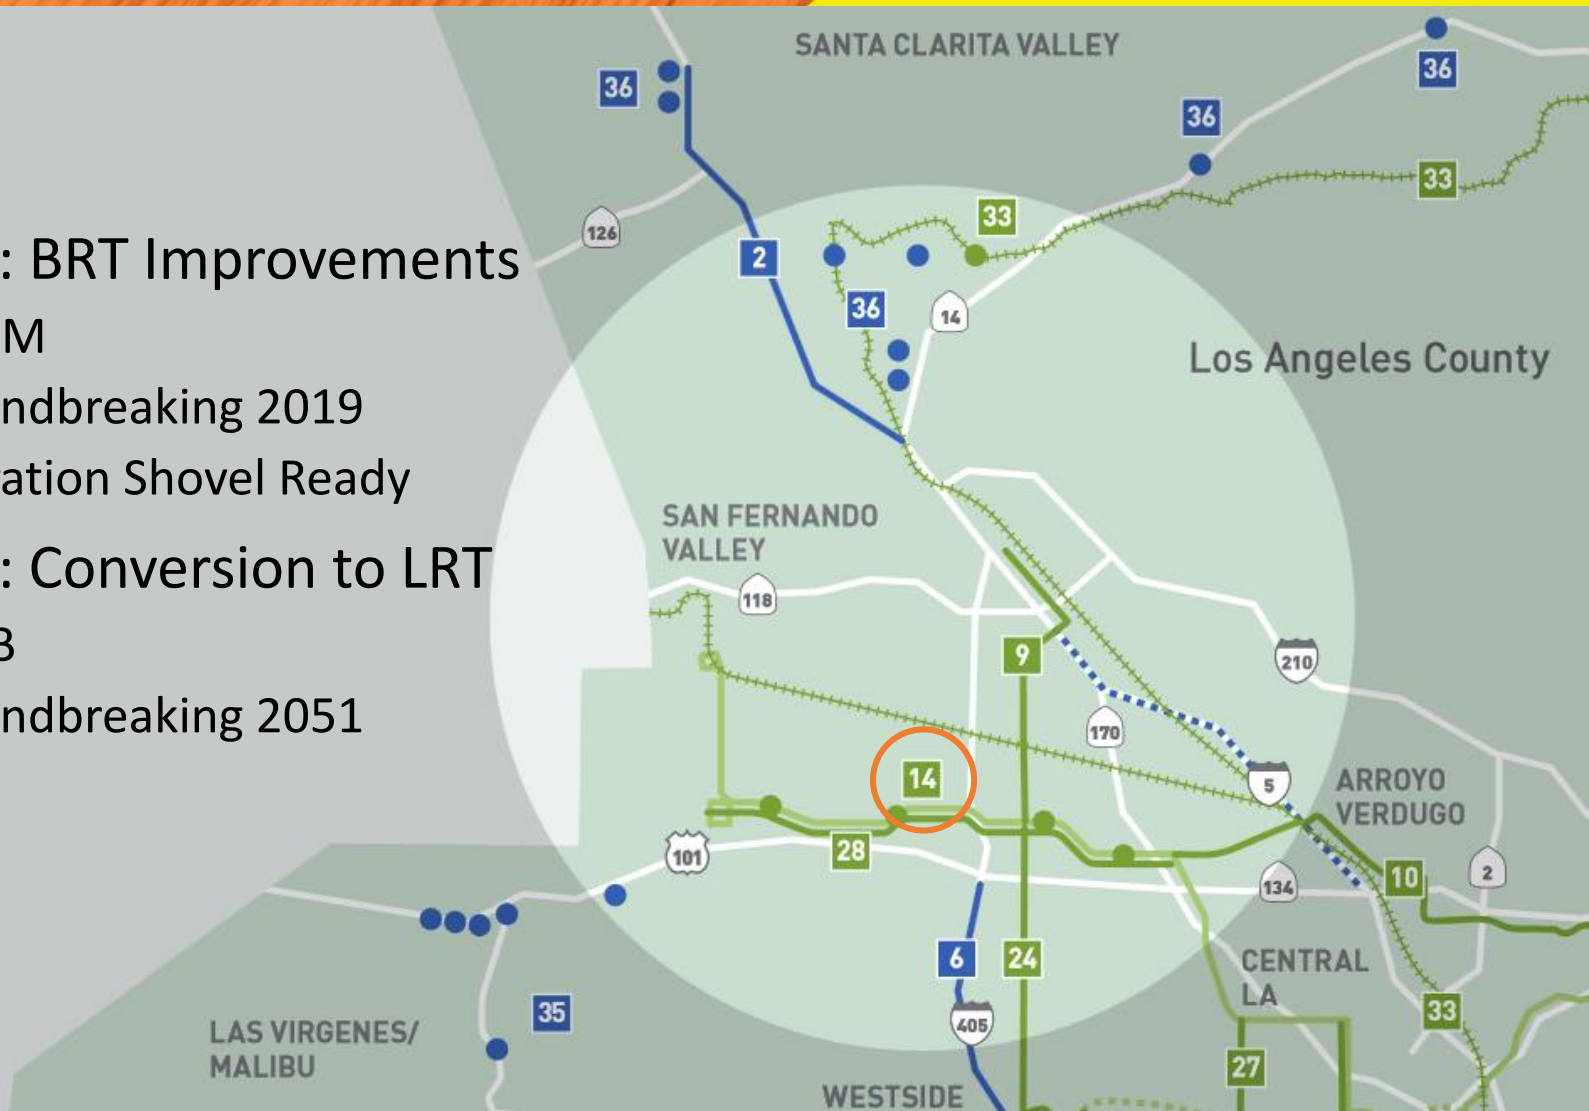 SANTA CLARITA VALLEY
36
36
36
33
33
126
: BRT Improvements
2
36
14
M
Los Angeles County
ndbreaking 2019
ation Shovel Ready
SAN FERNANDO
VALLEY
: Conversion to LRT
118
B
9
210
ndbreaking 2051
170
14
5
ARROYO
VERDUGO
28
101
134
10
2
6
24
CENTRAL
LA
35
405
33
LAS VIRGENES/
MALIBU
27
WESTSIDE